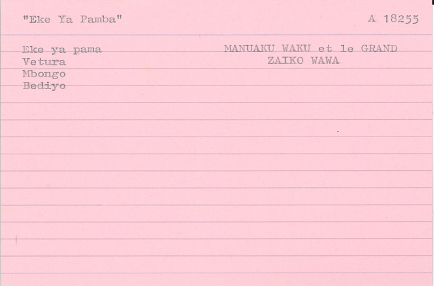 "Eke Ya Pamba" A 18255
Eke ya pama MANUAKU WAKU et le GRAND
Vetura ZAIKO WAWA
Mbongo
Bediyo